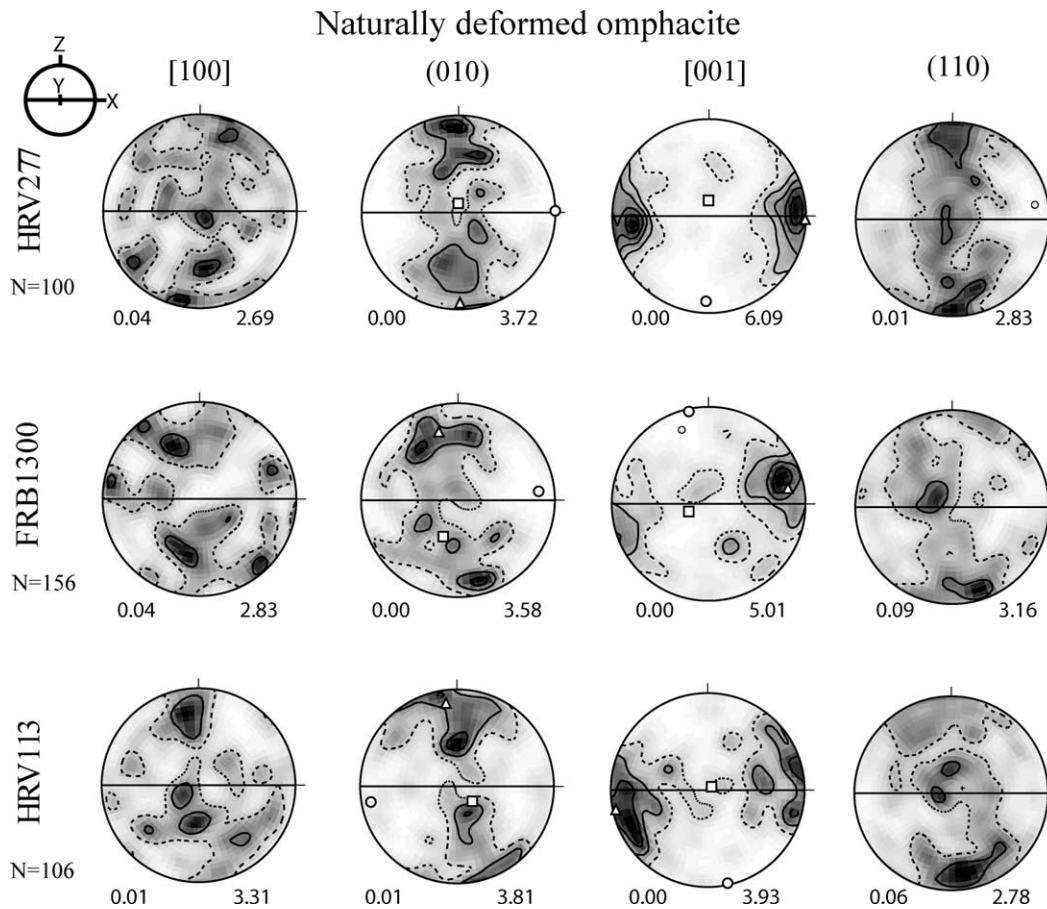 Naturally deformed omphacite
Z
Y
X
[100] (010) [001] (110)
HRV277
N=100
0.04 2.69 0.00 3.72 0.00 6.09 0.01 2.83
FRB1300
N=156
0.04 2.83 0.00 3.58 0.00 5.01 0.09 3.16
HRV113
N=106
0.01 3.31 0.01 3.81 0.00 3.93 0.06 2.78